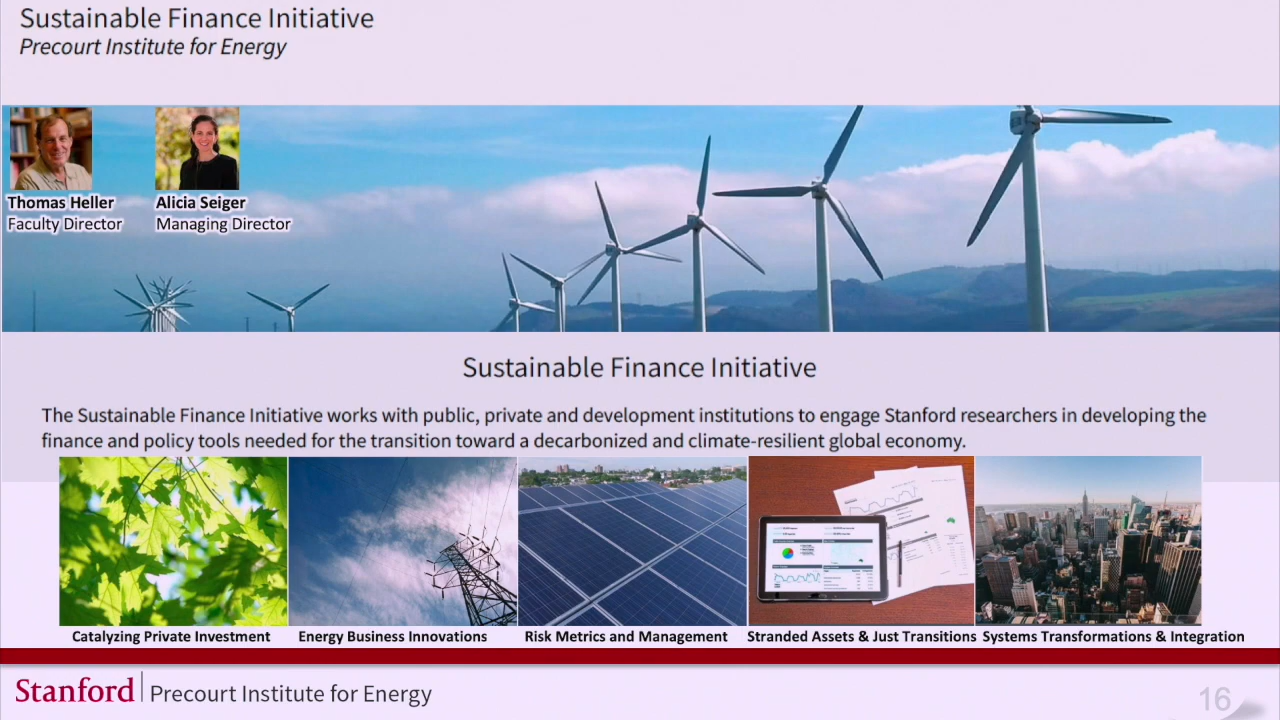 Sustainable Finance Initiative
Precourt Institute for Energy
Thomas Heller
Faculty Director
Alicia Seiger
Managing Director
Sustainable Finance Initiative
The Sustainable Finance Initiative works with public, private and development institutions to engage Stanford researchers in developing the
finance and policy tools needed for the transition toward a decarbonized and climate-resilient global economy.
Catalyzing Private Investment
Energy Business Innovations
Risk Metrics and Management
Stranded Assets & Just Transitions
Systems Transformations & Integration
Stanford | Precourt Institute for Energy
16